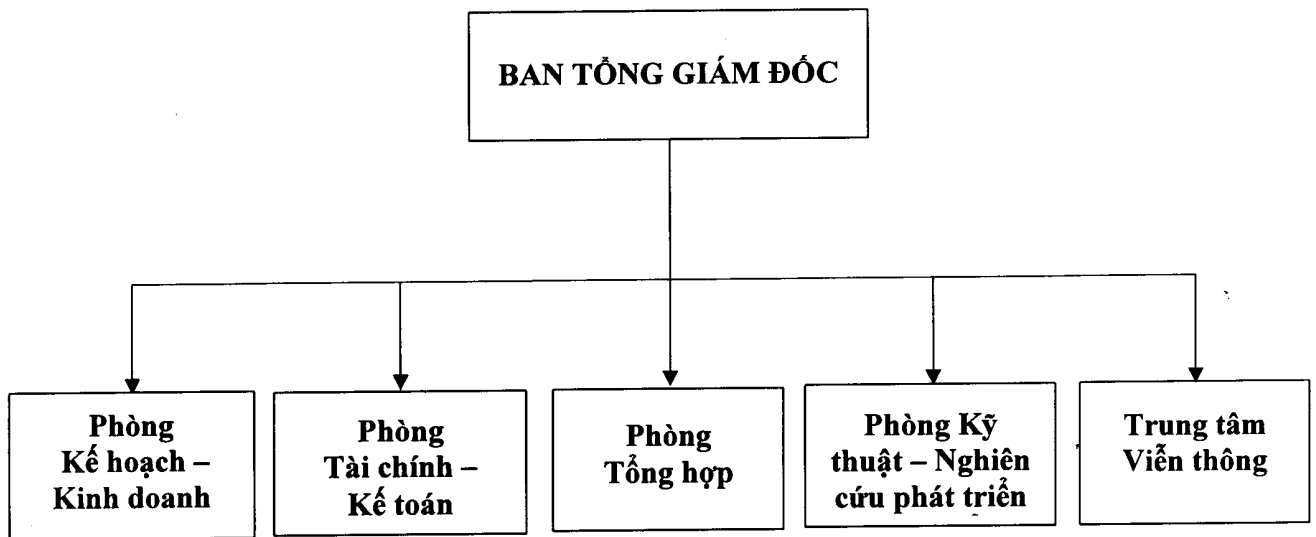 BAN TỔNG GIÁM ĐỐC
Phòng
Kế hoạch –
Kinh doanh
Phòng
Tài chính –
Kế toán
Phòng
Tổng hợp
Phòng Kỹ
thuật – Nghiên
cứu phát triển
Trung tâm
Viễn thông